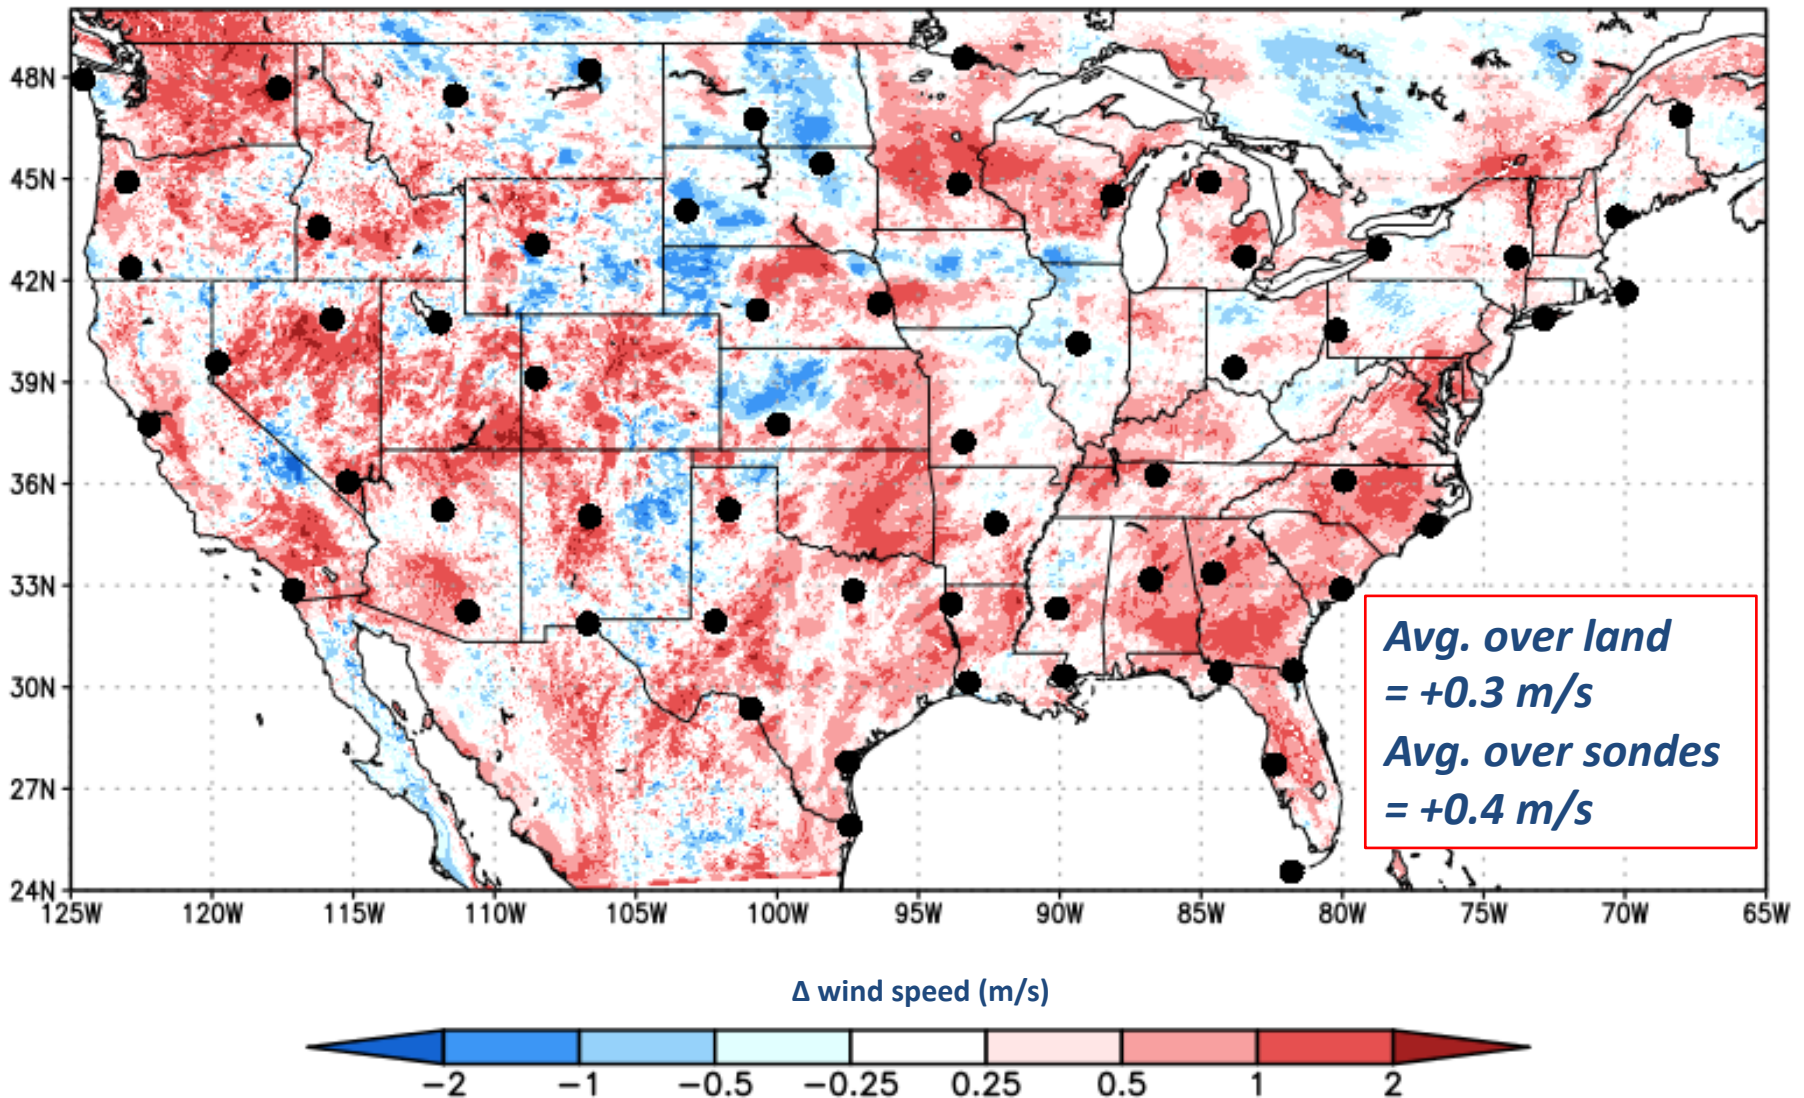 48N
45N
42N
39N
36N
33N
30N
27N
24N
125W 120W 115W 110W 105W 100W 95W 90W 85W 80W 75W 70W 65W
Avg. over land
= +0.3 m/s
Avg. over sondes
= +0.4 m/s
Δ wind speed (m/s)
−2 −1 −0.5 −0.25 0.25 0.5 1 2